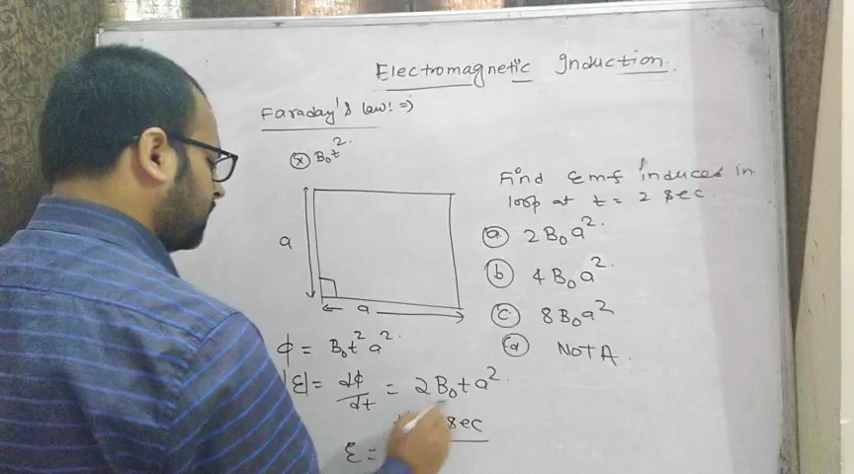 Electromagnetic Induction.
Faraday's law! ⇒
ⓧ B₀t².
a
a
Find Emf induced in
loop at t = 2 sec.
(a) 2B₀a².
(b) 4B₀a².
(c) 8B₀a²
(d) NOTA.
ϕ = B₀t²a².
|ε| = dϕ/dt = 2B₀ta².
sec
ε =